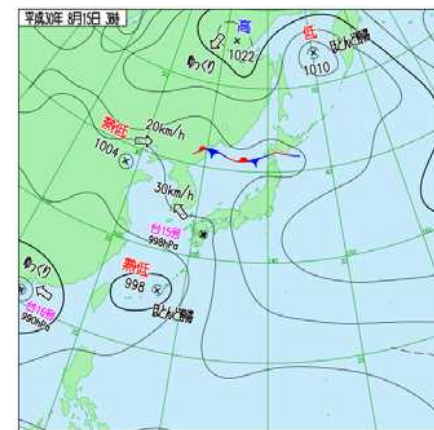 平成30年 8月15日 3時
高
1022
ゆっくり
低
1010
ほとんど停滞
熱低
20km/h
1004
30km/h
台15号
998hPa
熱低
998
ほとんど停滞
ゆっくり
台16号
990hPa